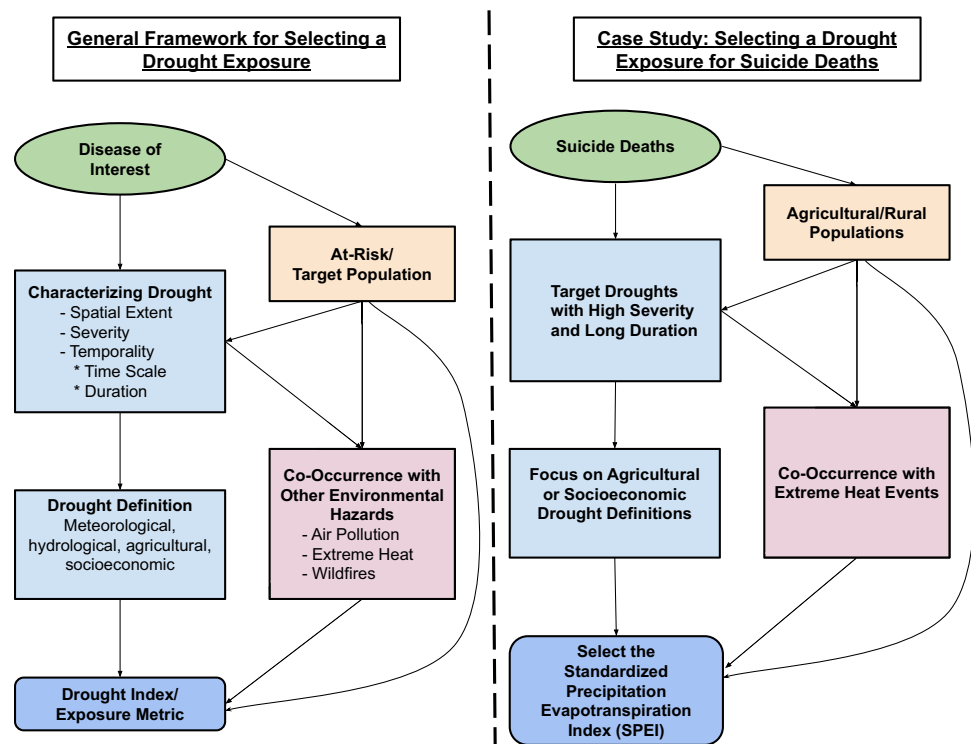 General Framework for Selecting a
Drought Exposure
Disease of
Interest
At-Risk/
Target Population
Characterizing Drought
- Spatial Extent
- Severity
- Temporality
* Time Scale
* Duration
Drought Definition
Meteorological,
hydrological, agricultural,
socioeconomic
Co-Occurrence with
Other Environmental
Hazards
- Air Pollution
- Extreme Heat
- Wildfires
Drought Index/
Exposure Metric
Case Study: Selecting a Drought
Exposure for Suicide Deaths
Suicide Deaths
Agricultural/Rural
Populations
Target Droughts
with High Severity
and Long Duration
Focus on Agricultural
or Socioeconomic
Drought Definitions
Co-Occurrence with
Extreme Heat Events
Select the
Standardized
Precipitation
Evapotranspiration
Index (SPEI)